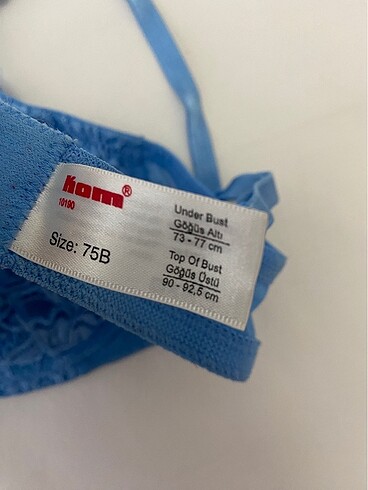 Kom®
10190
Size: 75B
Under Bust
Göğüs Altı
73 - 77 cm
Top Of Bust
Göğüs Üstü
90 - 92,5 cm